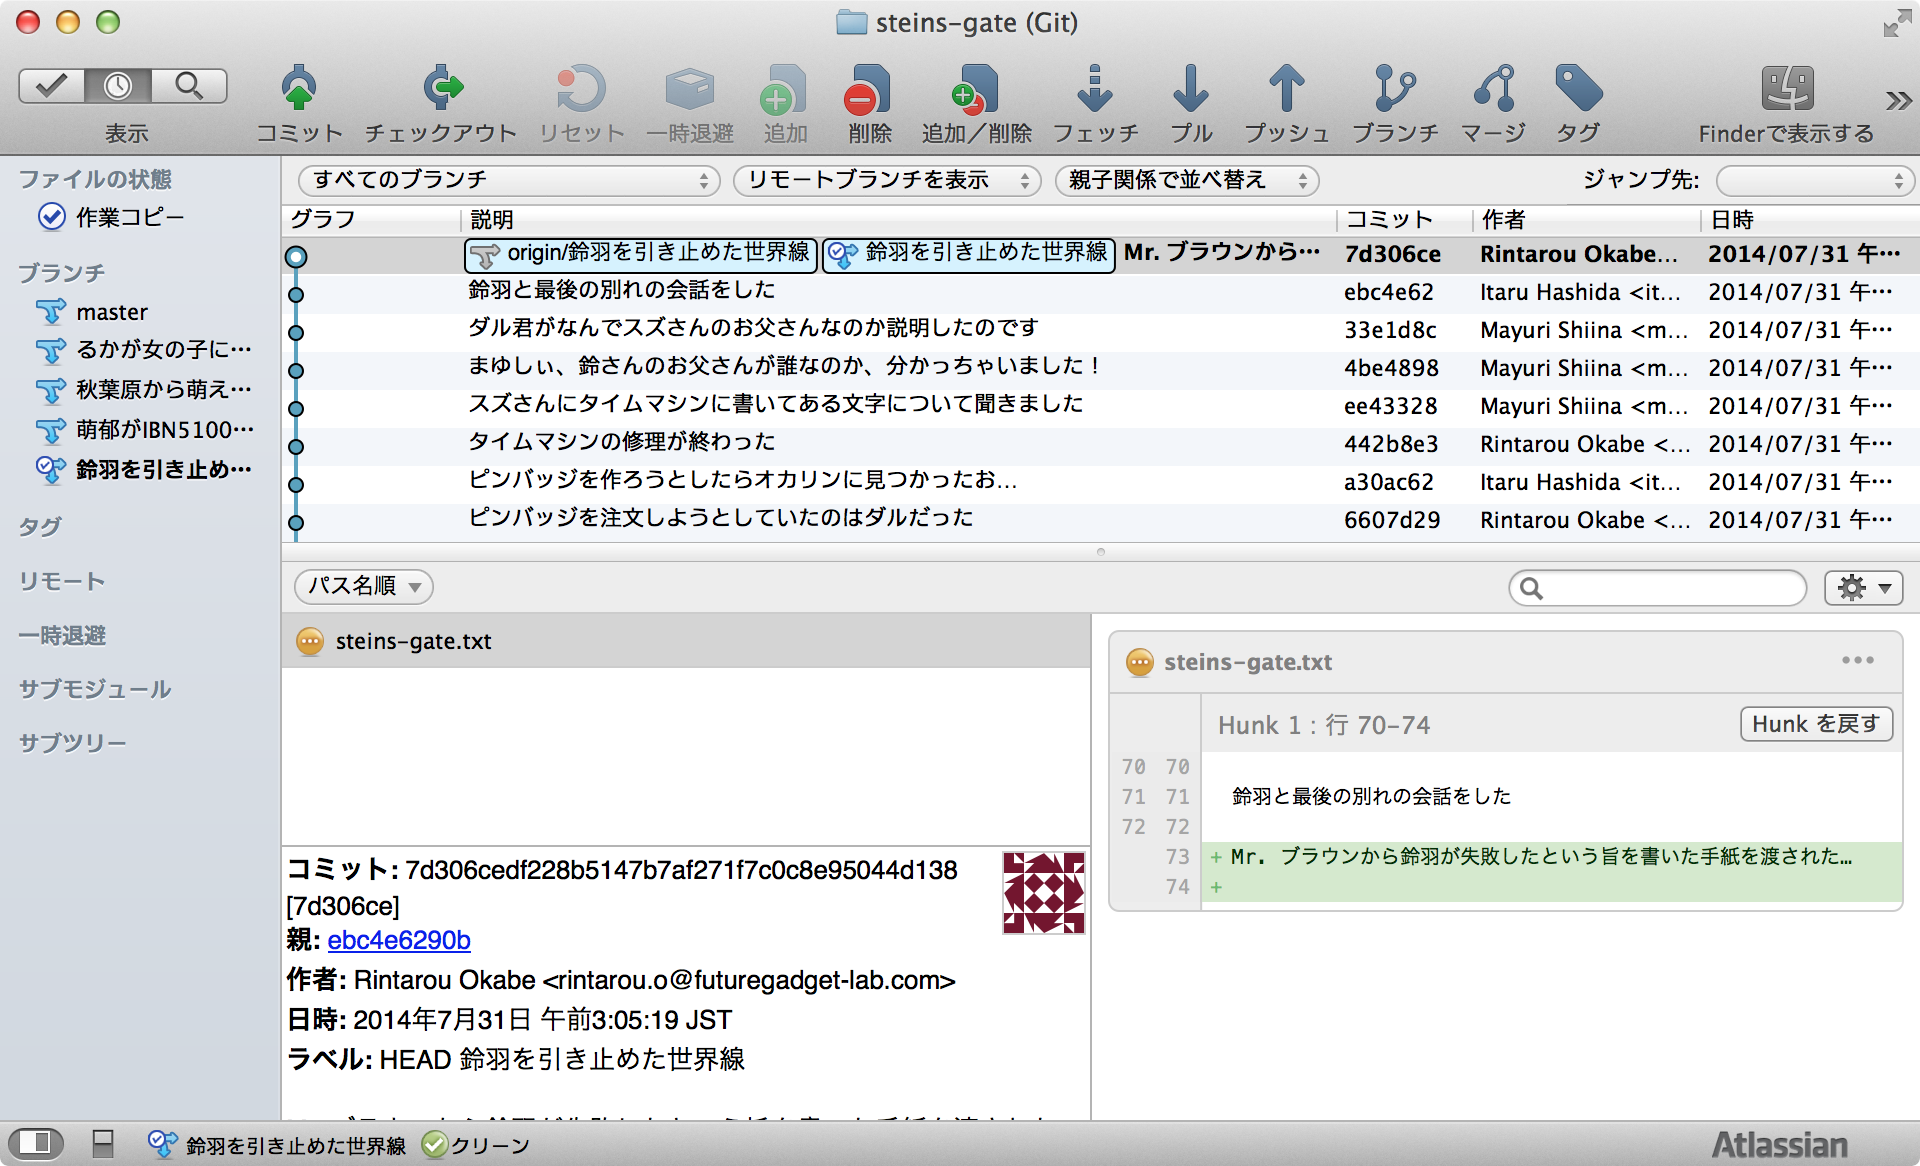 steins-gate (Git)
表示
コミット チェックアウト リセット 一時退避 追加 削除 追加／削除 フェッチ プル プッシュ ブランチ マージ タグ Finderで表示する
ファイルの状態
作業コピー
ブランチ
master
るかが女の子に…
秋葉原から萌え…
萌郁がIBN5100…
鈴羽を引き止め…
タグ
リモート
一時退避
サブモジュール
サブツリー
すべてのブランチ リモートブランチを表示 親子関係で並べ替え ジャンプ先:
グラフ 説明 コミット 作者 日時
origin/鈴羽を引き止めた世界線 鈴羽を引き止めた世界線 Mr. ブラウンから… 7d306ce Rintarou Okabe… 2014/07/31 午…
鈴羽と最後の別れの会話をした ebc4e62 Itaru Hashida <it… 2014/07/31 午…
ダル君がなんでスズさんのお父さんなのか説明したのです 33e1d8c Mayuri Shiina <m… 2014/07/31 午…
まゆしぃ、鈴さんのお父さんが誰なのか、分かっちゃいました！ 4be4898 Mayuri Shiina <m… 2014/07/31 午…
スズさんにタイムマシンに書いてある文字について聞きました ee43328 Mayuri Shiina <m… 2014/07/31 午…
タイムマシンの修理が終わった 442b8e3 Rintarou Okabe <… 2014/07/31 午…
ピンバッジを作ろうとしたらオカリンに見つかったお… a30ac62 Itaru Hashida <it… 2014/07/31 午…
ピンバッジを注文しようとしていたのはダルだった 6607d29 Rintarou Okabe <… 2014/07/31 午…
パス名順
steins-gate.txt
コミット: 7d306cedf228b5147b7af271f7c0c8e95044d138
[7d306ce]
親: ebc4e6290b
作者: Rintarou Okabe <rintarou.o@futuregadget-lab.com>
日時: 2014年7月31日 午前3:05:19 JST
ラベル: HEAD 鈴羽を引き止めた世界線
steins-gate.txt
Hunk 1 : 行 70-74 Hunk を戻す
70 70
71 71 鈴羽と最後の別れの会話をした
72 72
73 + Mr. ブラウンから鈴羽が失敗したという旨を書いた手紙を渡された…
74 +
鈴羽を引き止めた世界線 クリーン
Atlassian